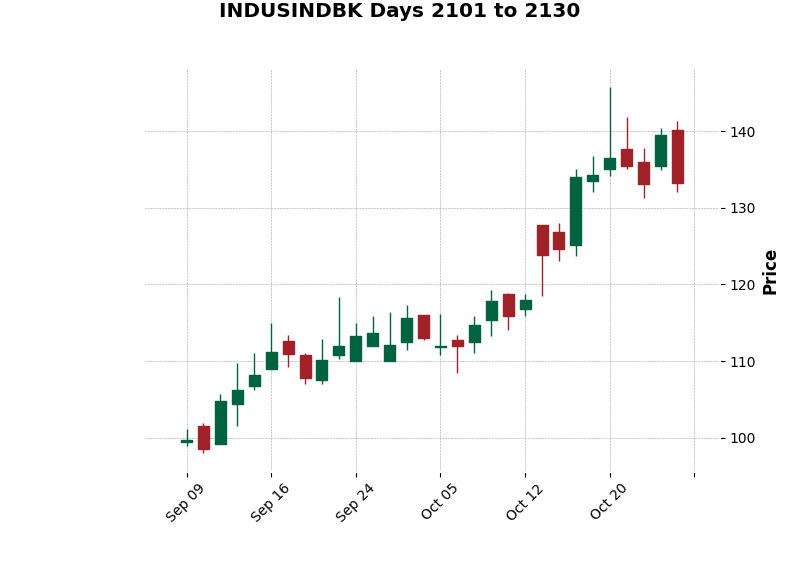 INDUSINDBK Days 2101 to 2130
140
130
120
110
100
Price
Sep 09
Sep 16
Sep 24
Oct 05
Oct 12
Oct 20